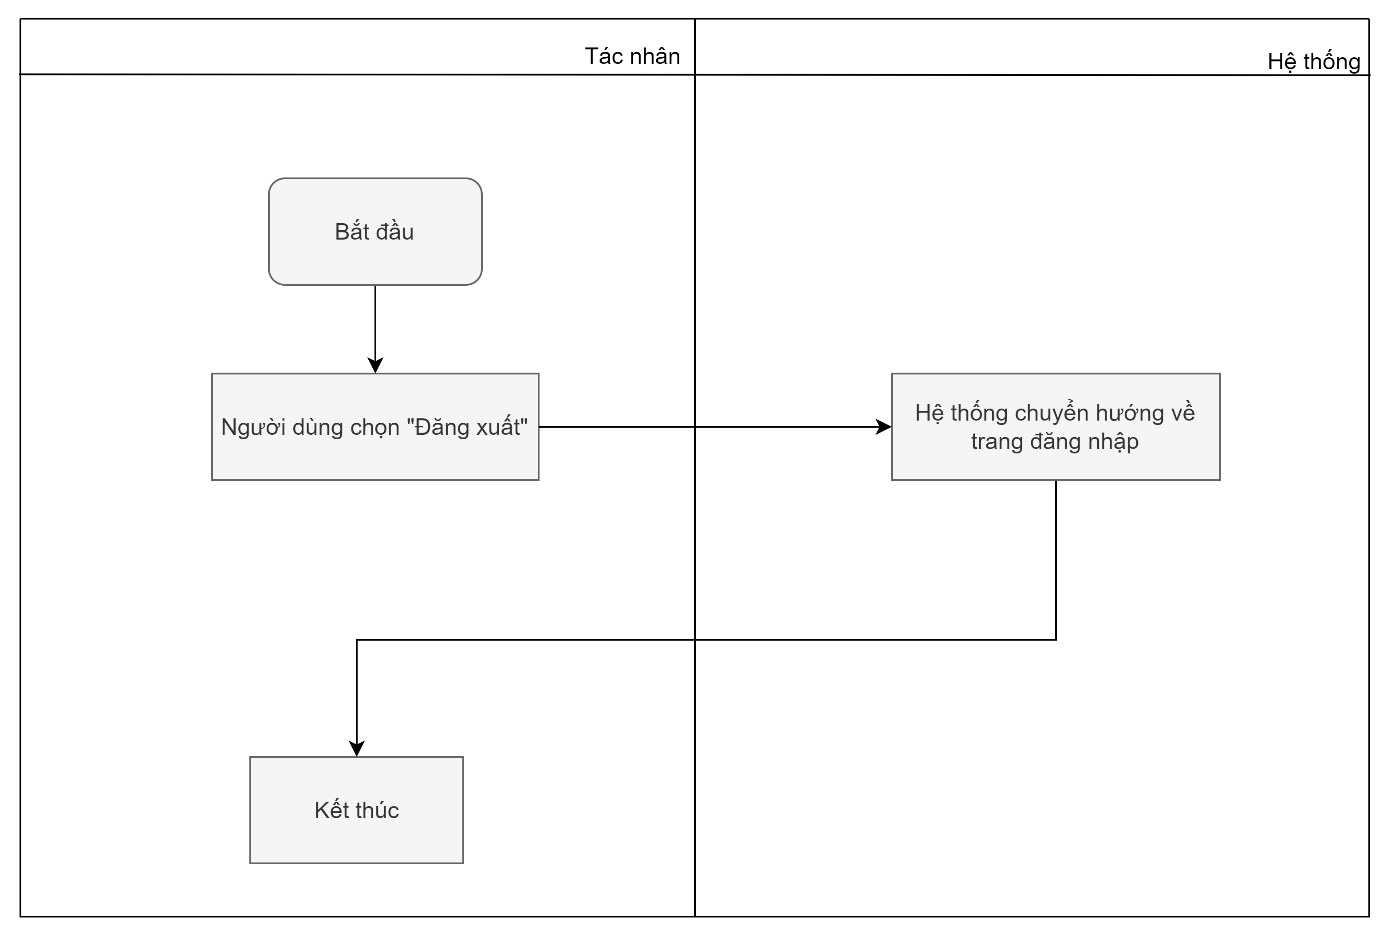 Tác nhân
Hệ thống
Bắt đầu
Người dùng chọn "Đăng xuất"
Hệ thống chuyển hướng về
trang đăng nhập
Kết thúc